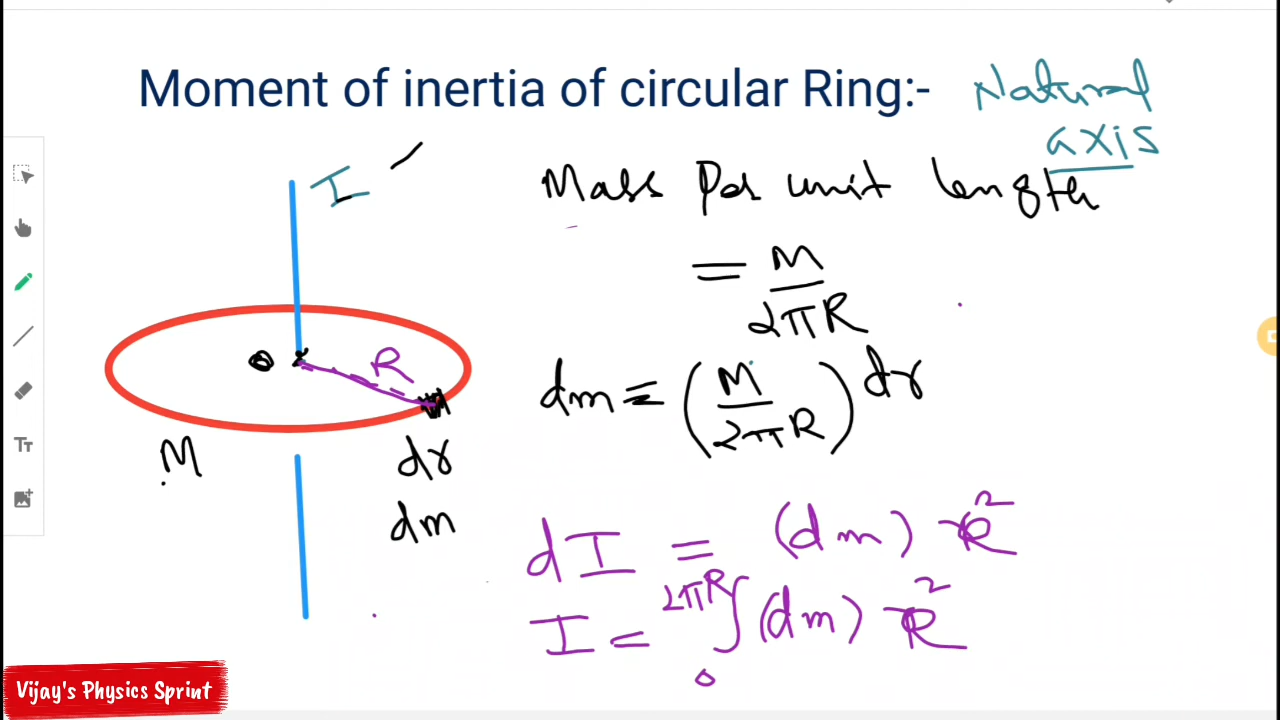 Moment of inertia of circular Ring:-
Natural
axis
I
Mass Per unit length
= M
2πR
R
dm = (M/2πR) dr
M
dr
dm
dI = (dm) R²
I = ∫ (dm) R²
2πR
0
Tт
Vijay's Physics Sprint